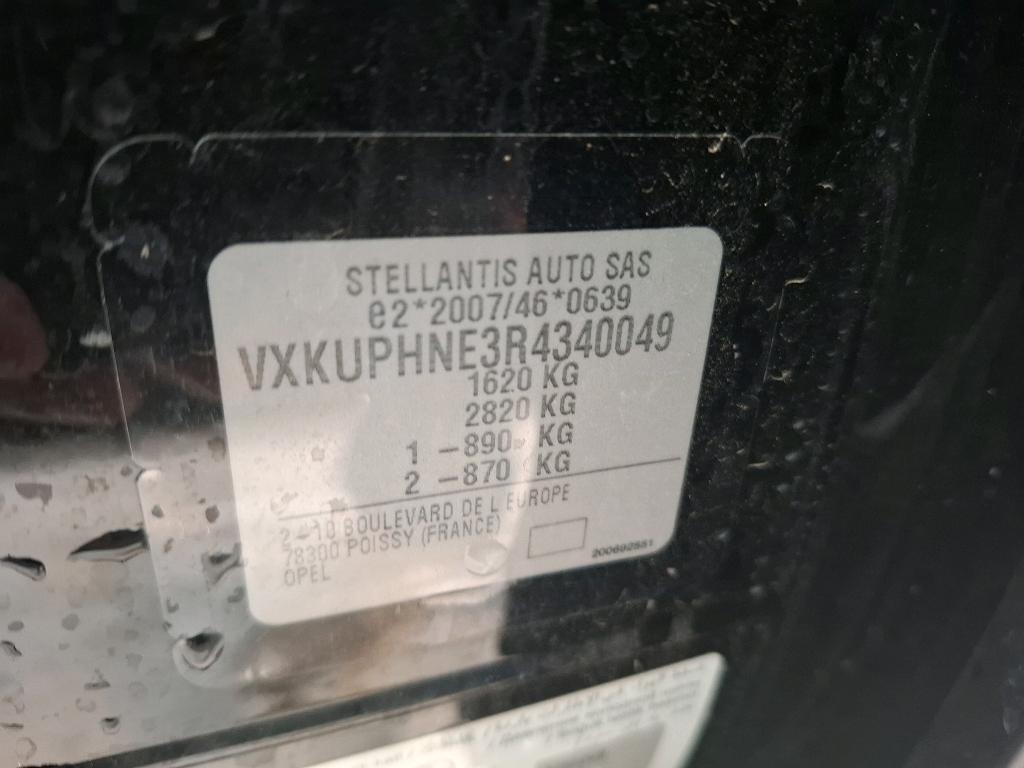 STELLANTIS AUTO SAS
e2*2007/46*0639
VXKUPHNE3R4340049
1620 KG
2820 KG
1 -890 KG
2 -870 KG
2-10 BOULEVARD DE L EUROPE
78300 POISSY (FRANCE)
OPEL
200692551